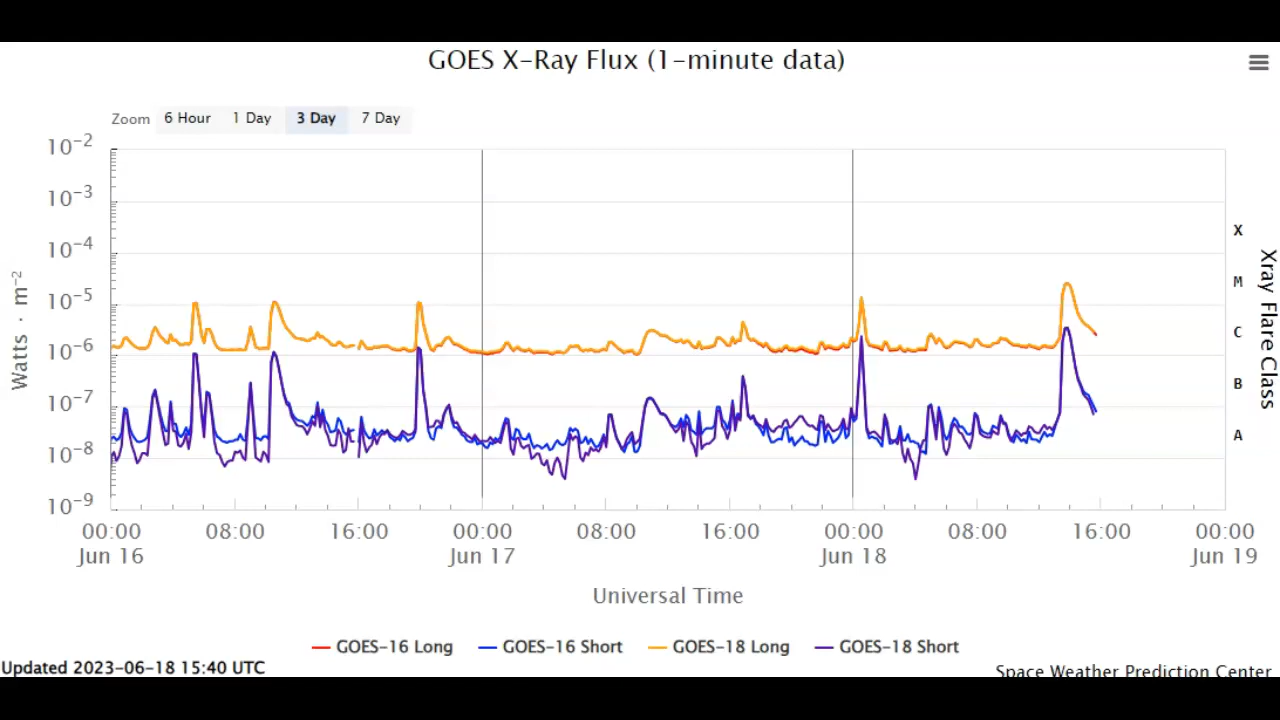 GOES X-Ray Flux (1-minute data)
Zoom 6 Hour 1 Day 3 Day 7 Day
10⁻²
10⁻³
10⁻⁴
10⁻⁵
10⁻⁶
10⁻⁷
10⁻⁸
10⁻⁹
Watts · m⁻²
X
M
C
B
A
Xray Flare Class
00:00 08:00 16:00 00:00 08:00 16:00 00:00 08:00 16:00 00:00
Jun 16 Jun 17 Jun 18 Jun 19
Universal Time
GOES-16 Long GOES-16 Short GOES-18 Long GOES-18 Short
Updated 2023-06-18 15:40 UTC
Space Weather Prediction Center